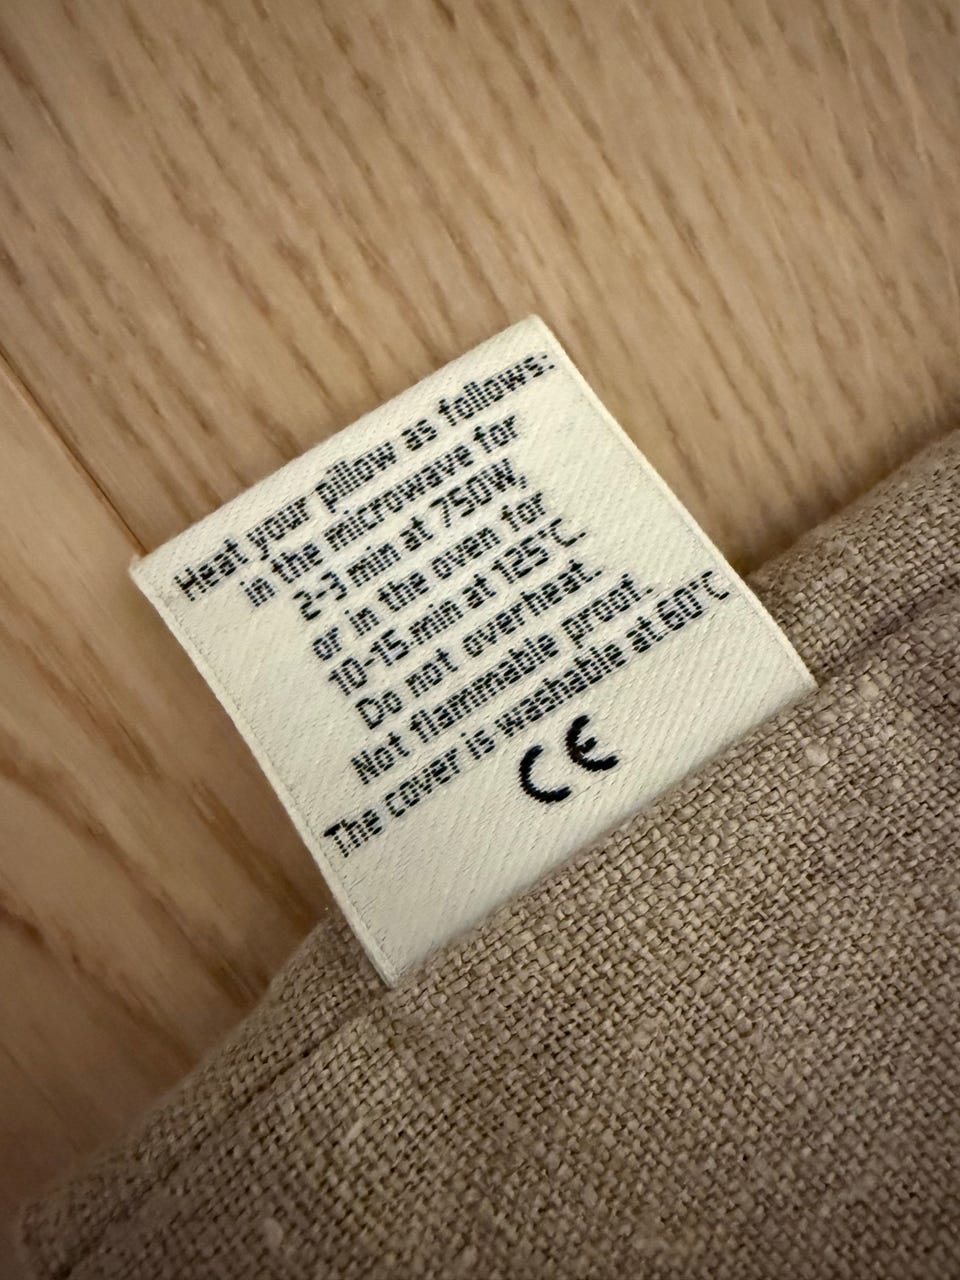 Heat your pillow as follows:
in the microwave for
2-3 min at 750W,
or in the oven for
10-15 min at 125°C.
Do not overheat.
Not flammable proof.
The cover is washable at 60°C
CE